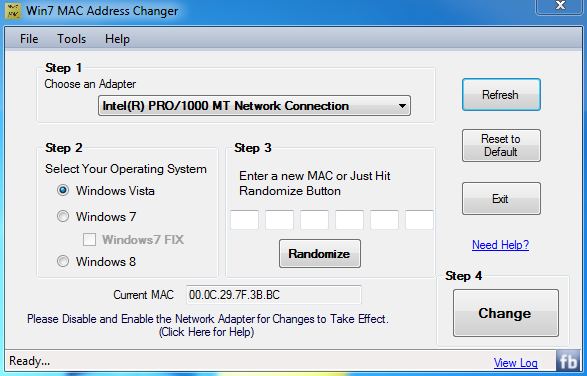 Win7 MAC Address Changer
File Tools Help
Step 1
Choose an Adapter
Intel(R) PRO/1000 MT Network Connection
Refresh
Reset to
Default
Exit
Need Help?
Step 2
Select Your Operating System
Windows Vista
Windows 7
Windows7 FIX
Windows 8
Step 3
Enter a new MAC or Just Hit
Randomize Button
Randomize
Current MAC 00.0C.29.7F.3B.BC
Please Disable and Enable the Network Adapter for Changes to Take Effect.
(Click Here for Help)
Step 4
Change
Ready...
View Log
fb